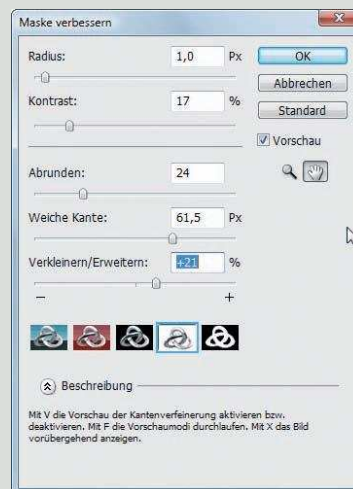 Maske verbessern
Radius: 1,0 Px
OK
Abbrechen
Kontrast: 17 %
Standard
Vorschau
Abrunden: 24
Weiche Kante: 61,5 Px
Verkleinern/Erweitern: +21 %
− +
Beschreibung
Mit V die Vorschau der Kantenverfeinerung aktivieren bzw.
deaktivieren. Mit F die Vorschaumodi durchlaufen. Mit X das Bild
vorübergehend anzeigen.